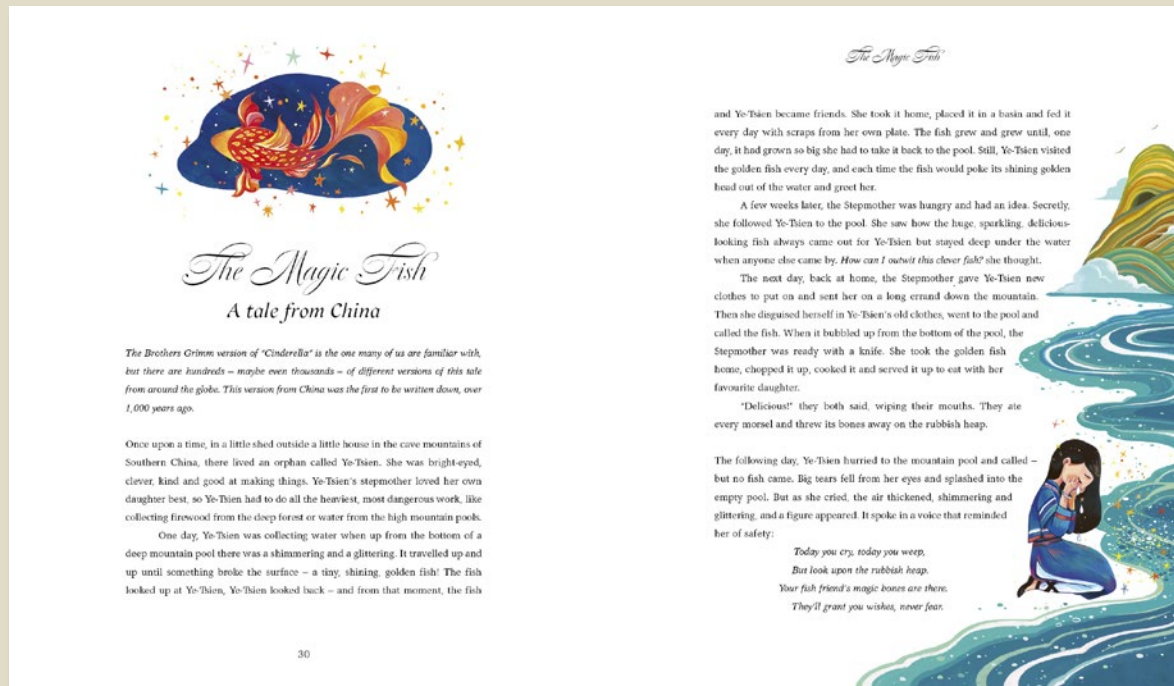 The Magic Fish
A tale from China
The Brothers Grimm version of "Cinderella" is the one many of us are familiar with,
but there are hundreds – maybe even thousands – of different versions of this tale
from around the globe. This version from China was the first to be written down, over
1,000 years ago.
Once upon a time, in a little shed outside a little house in the cave mountains of
Southern China, there lived an orphan called Ye-Tsien. She was bright-eyed,
clever, kind and good at making things. Ye-Tsien's stepmother loved her own
daughter best, so Ye-Tsien had to do all the heaviest, most dangerous work, like
collecting firewood from the deep forest or water from the high mountain pools.
One day, Ye-Tsien was collecting water when up from the bottom of a
deep mountain pool there was a shimmering and a glittering. It travelled up and
up until something broke the surface – a tiny, shining, golden fish! The fish
looked up at Ye-Tsien, Ye-Tsien looked back – and from that moment, the fish
30
The Magic Fish
and Ye-Tsien became friends. She took it home, placed it in a basin and fed it
every day with scraps from her own plate. The fish grew and grew until, one
day, it had grown so big she had to take it back to the pool. Still, Ye-Tsien visited
the golden fish every day, and each time the fish would poke its shining golden
head out of the water and greet her.
A few weeks later, the Stepmother was hungry and had an idea. Secretly,
she followed Ye-Tsien to the pool. She saw how the huge, sparkling, delicious-
looking fish always came out for Ye-Tsien but stayed deep under the water
when anyone else came by. How can I outwit this clever fish? she thought.
The next day, back at home, the Stepmother gave Ye-Tsien new
clothes to put on and sent her on a long errand down the mountain.
Then she disguised herself in Ye-Tsien's old clothes, went to the pool and
called the fish. When it bubbled up from the bottom of the pool, the
Stepmother was ready with a knife. She took the golden fish
home, chopped it up, cooked it and served it up to eat with her
favourite daughter.
"Delicious!" they both said, wiping their mouths. They ate
every morsel and threw its bones away on the rubbish heap.
The following day, Ye-Tsien hurried to the mountain pool and called –
but no fish came. Big tears fell from her eyes and splashed into the
empty pool. But as she cried, the air thickened, shimmering and
glittering, and a figure appeared. It spoke in a voice that reminded
her of safety:
Today you cry, today you weep,
But look upon the rubbish heap.
Your fish friend's magic bones are there.
They'll grant you wishes, never fear.